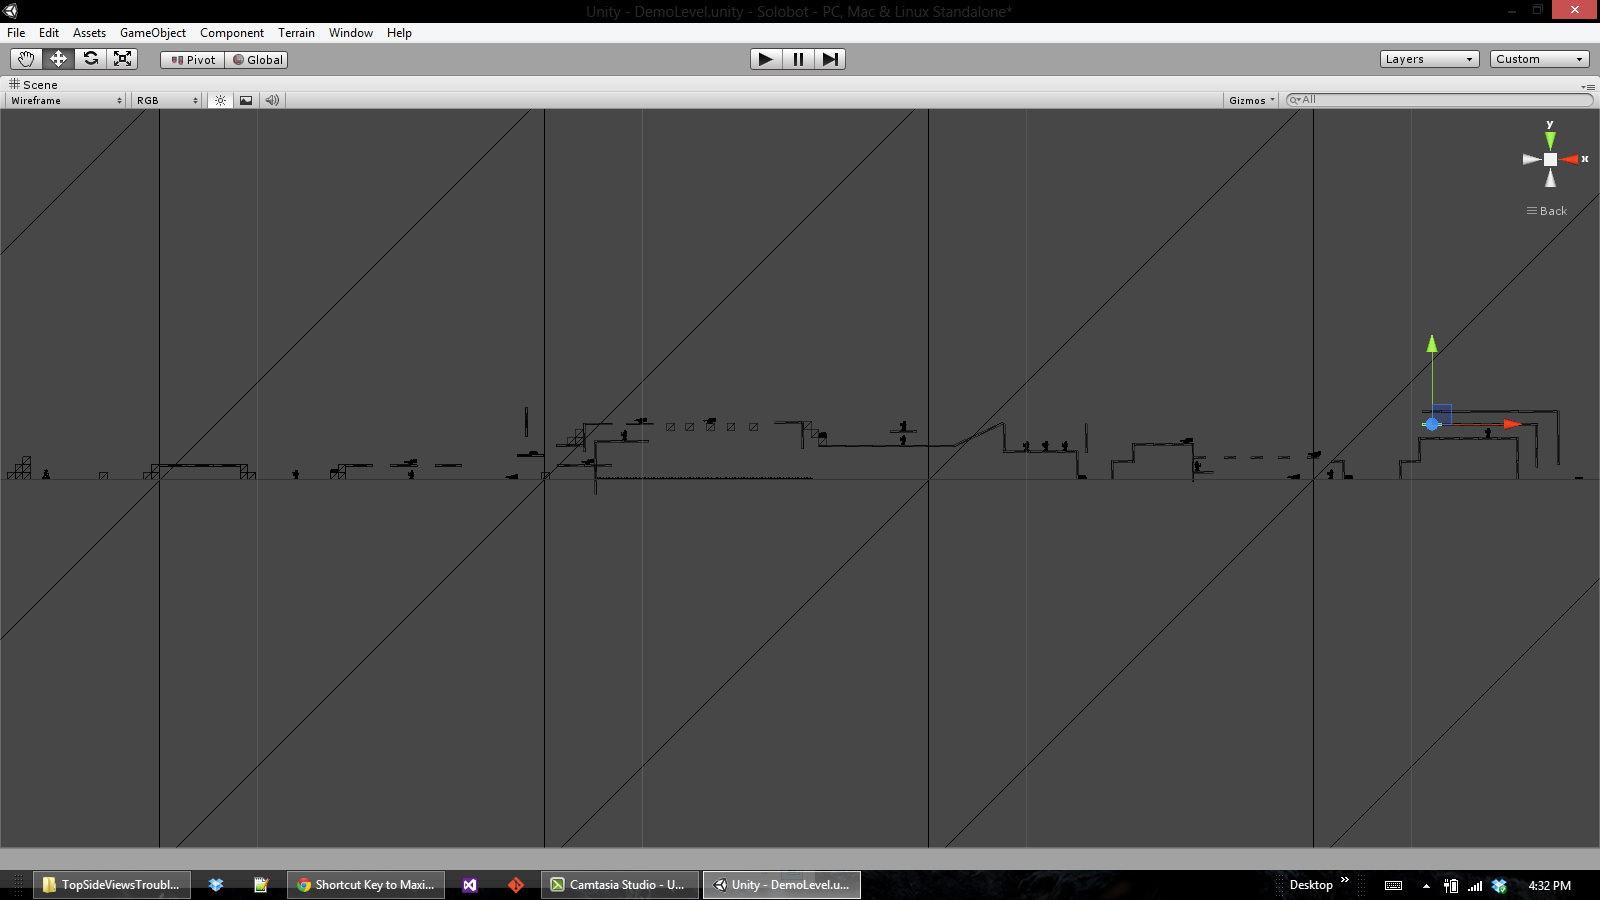 Unity - DemoLevel.unity - Solobot - PC, Mac & Linux Standalone*
File Edit Assets GameObject Component Terrain Window Help
Pivot Global Layers Custom
Scene
Wireframe RGB Gizmos All
y
x
Back
TopSideViewsTroubl... Shortcut Key to Maxi... Camtasia Studio - U... Unity - DemoLevel.u... Desktop 4:32 PM